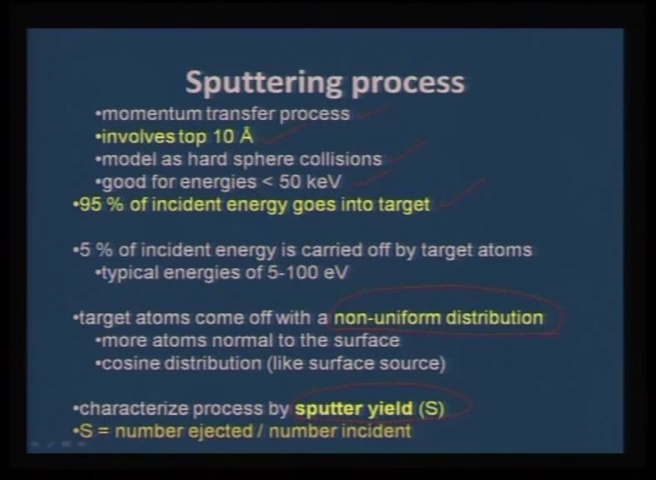 Sputtering process
•momentum transfer process
•involves top 10 Å
•model as hard sphere collisions
•good for energies < 50 keV
•95 % of incident energy goes into target
•5 % of incident energy is carried off by target atoms
•typical energies of 5-100 eV
•target atoms come off with a non-uniform distribution
•more atoms normal to the surface
•cosine distribution (like surface source)
•characterize process by sputter yield (S)
•S = number ejected / number incident